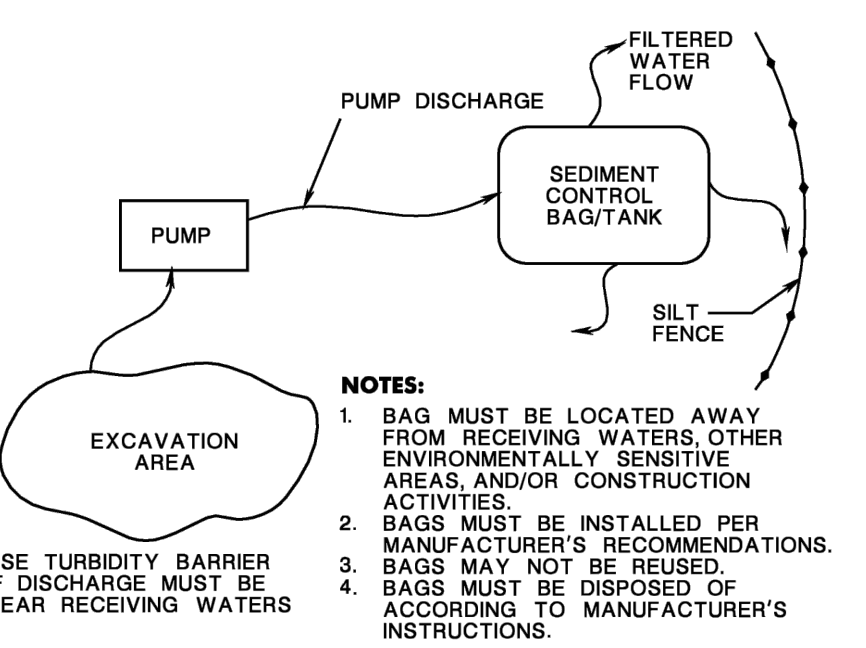 FILTERED
WATER
FLOW
PUMP DISCHARGE
SEDIMENT
CONTROL
BAG/TANK
PUMP
SILT
FENCE
EXCAVATION
AREA
NOTES:
1. BAG MUST BE LOCATED AWAY
FROM RECEIVING WATERS, OTHER
ENVIRONMENTALLY SENSITIVE
AREAS, AND/OR CONSTRUCTION
ACTIVITIES.
2. BAGS MUST BE INSTALLED PER
MANUFACTURER'S RECOMMENDATIONS.
3. BAGS MAY NOT BE REUSED.
4. BAGS MUST BE DISPOSED OF
ACCORDING TO MANUFACTURER'S
INSTRUCTIONS.
SE TURBIDITY BARRIER
DISCHARGE MUST BE
EAR RECEIVING WATERS